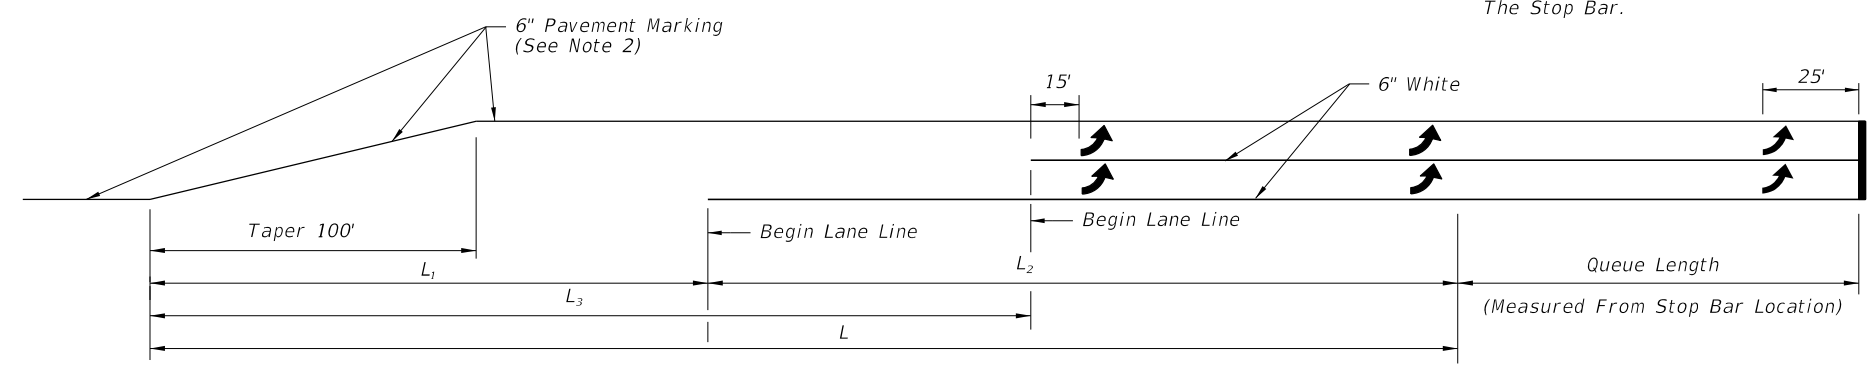 The Stop Bar.
6" Pavement Marking
(See Note 2)
15'
6" White
25'
Taper 100'
Begin Lane Line
Begin Lane Line
L1
L2
Queue Length
L3
(Measured From Stop Bar Location)
L